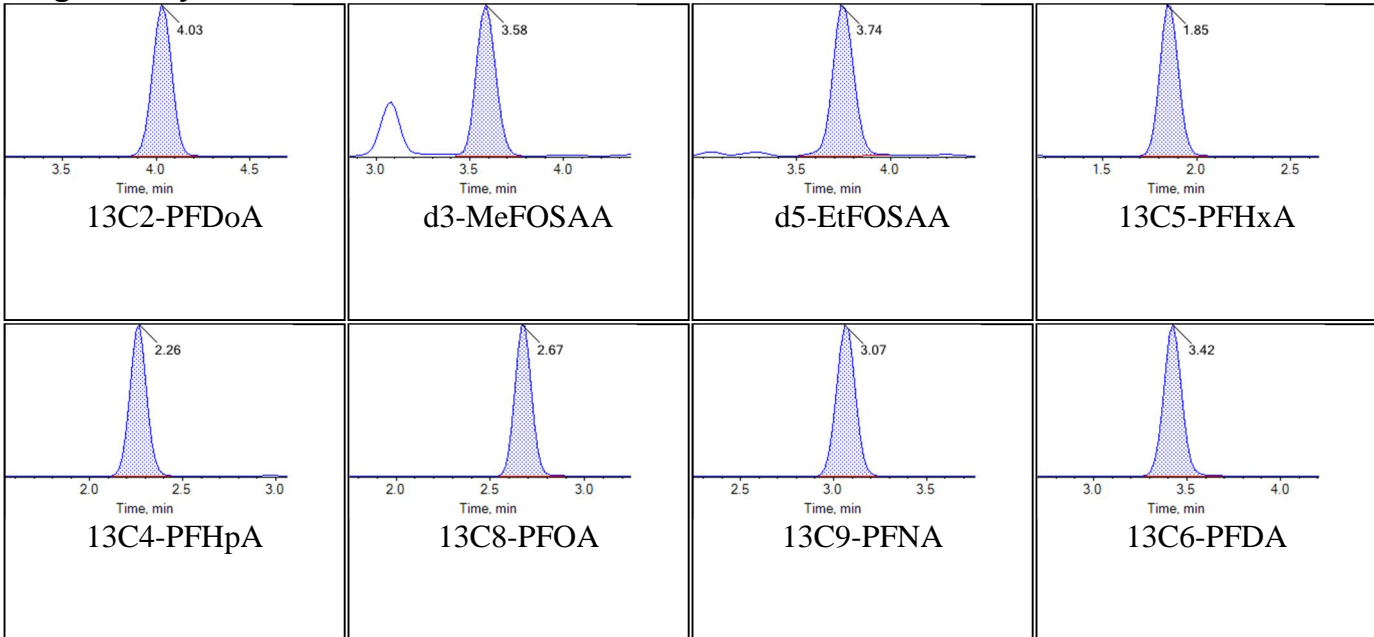 4.03
3.5 4.0 4.5
Time, min
13C2-PFDoA
3.58
3.0 3.5 4.0
Time, min
d3-MeFOSAA
3.74
3.5 4.0
Time, min
d5-EtFOSAA
1.85
1.5 2.0 2.5
Time, min
13C5-PFHxA
2.26
2.0 2.5 3.0
Time, min
13C4-PFHpA
2.67
2.0 2.5 3.0
Time, min
13C8-PFOA
3.07
2.5 3.0 3.5
Time, min
13C9-PFNA
3.42
3.0 3.5 4.0
Time, min
13C6-PFDA